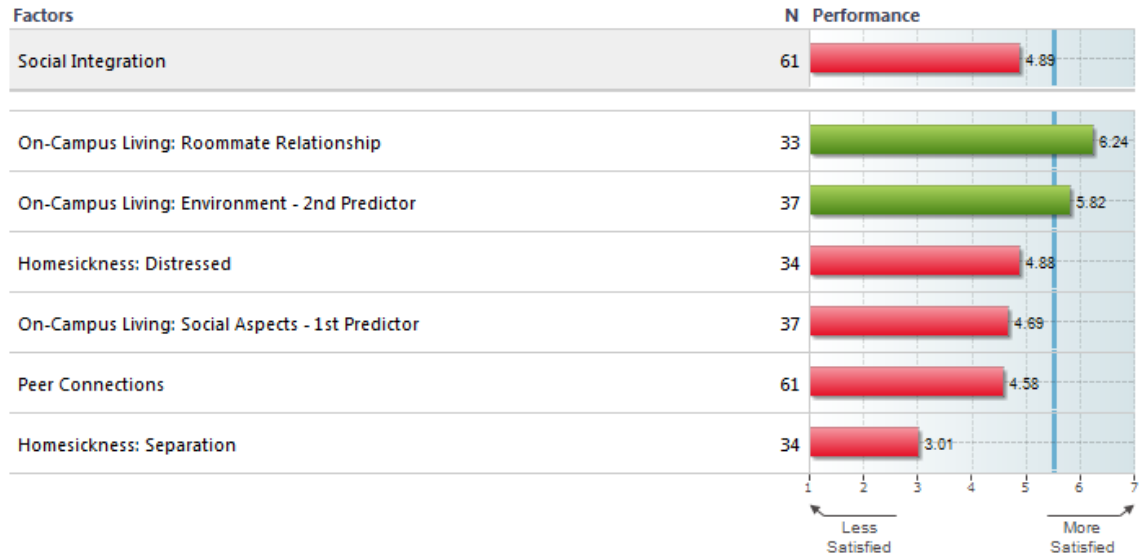 Factors N Performance
Social Integration 61 4.89
On-Campus Living: Roommate Relationship 33 6.24
On-Campus Living: Environment - 2nd Predictor 37 5.82
Homesickness: Distressed 34 4.88
On-Campus Living: Social Aspects - 1st Predictor 37 4.69
Peer Connections 61 4.58
Homesickness: Separation 34 3.01
1 2 3 4 5 6 7
Less More
Satisfied Satisfied